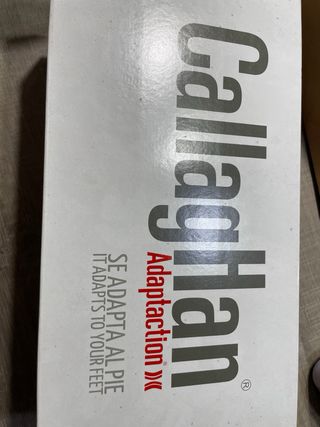 CallagHan®
Adaptaction
SE ADAPTA AL PIE
IT ADAPTS TO YOUR FEET